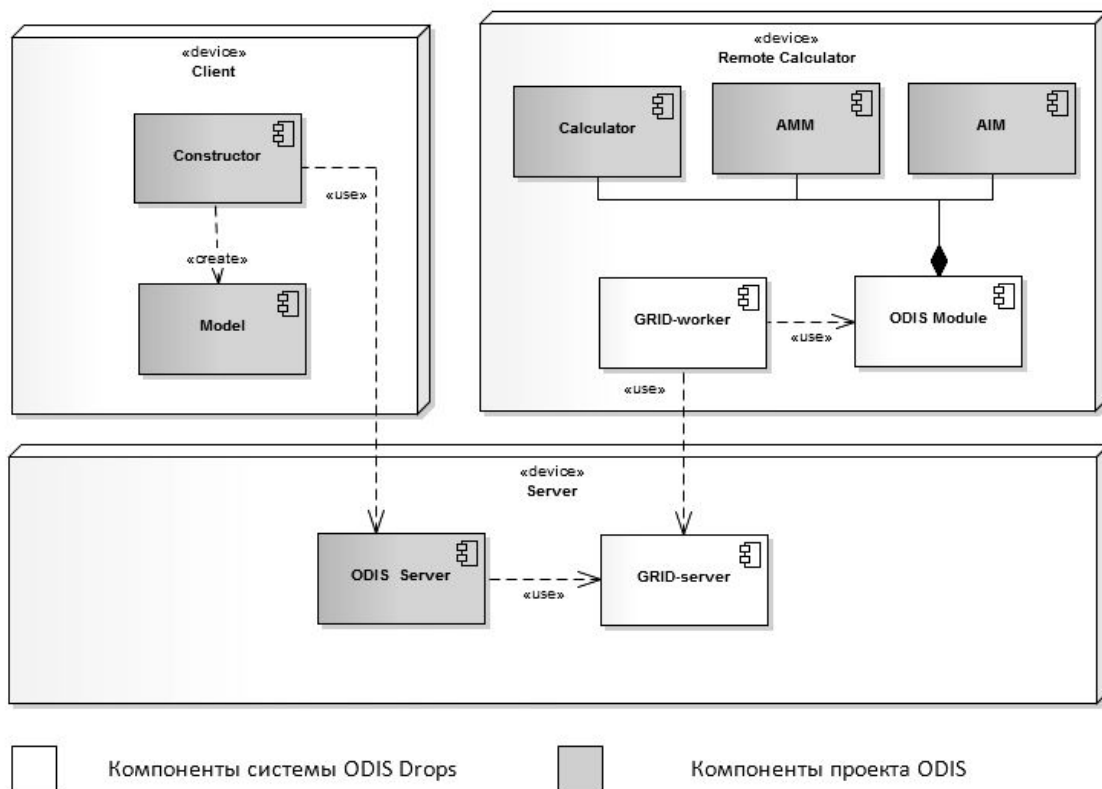 «device»
Client
Constructor
«use»
«create»
Model
«device»
Remote Calculator
Calculator
AMM
AIM
GRID-worker
«use»
ODIS Module
«use»
«device»
Server
ODIS Server
«use»
GRID-server
Компоненты системы ODIS Drops
Компоненты проекта ODIS